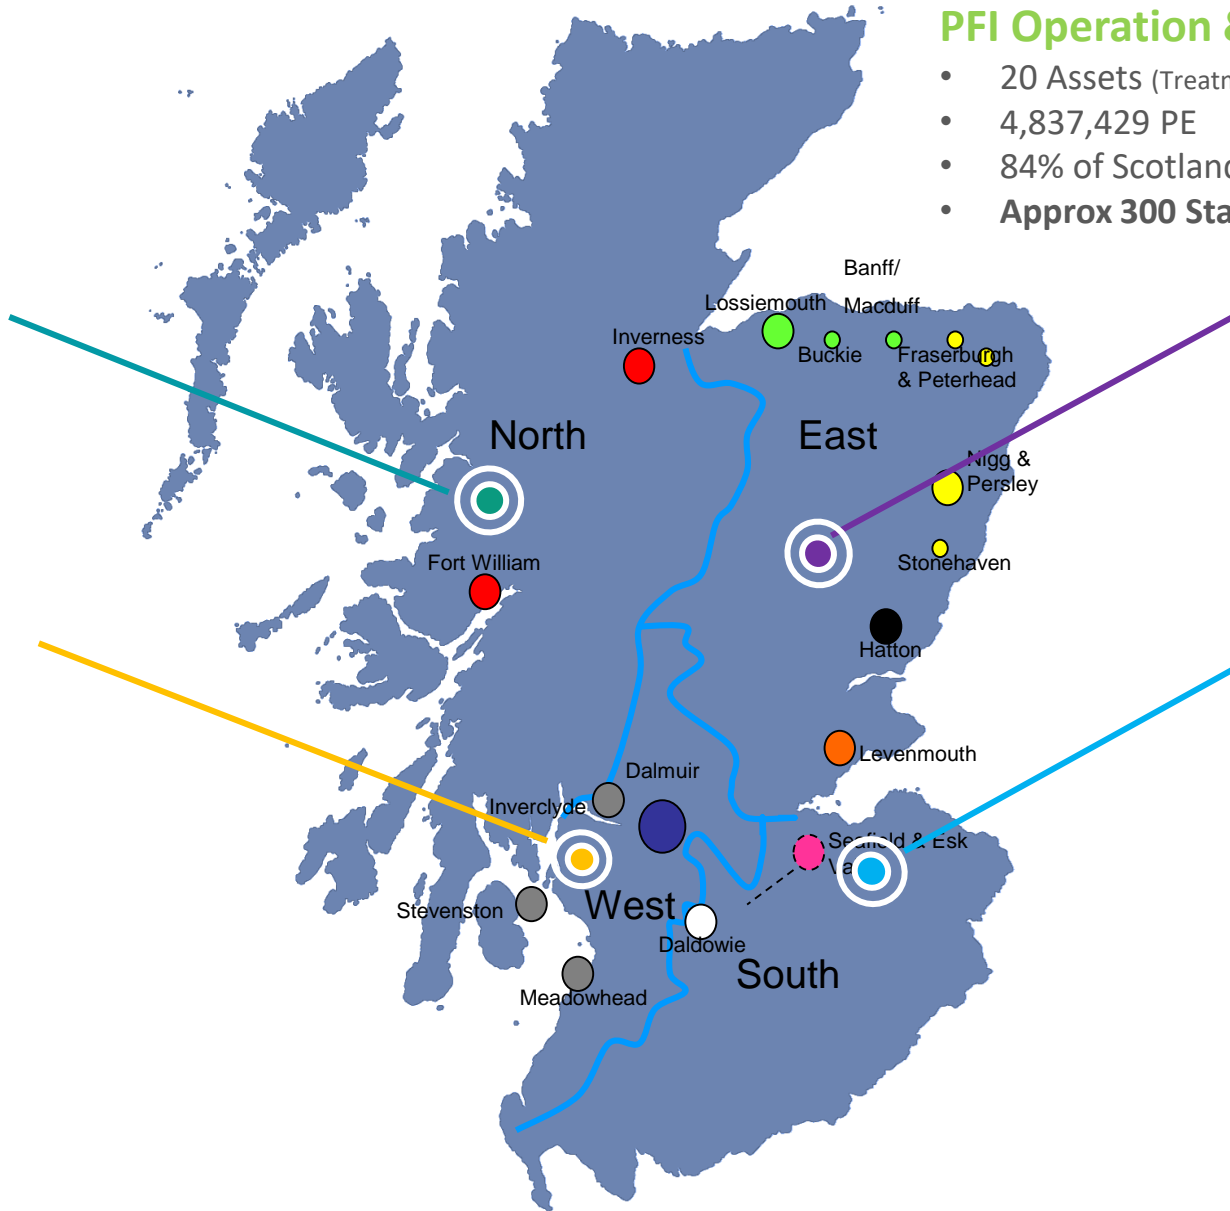 PFI Operation &
• 20 Assets (Treatm
• 4,837,429 PE
• 84% of Scotland
• Approx 300 Sta
Banff/
Macduff
Lossiemouth
Inverness
Buckie
Fraserburgh
& Peterhead
North
East
Nigg &
Persley
Fort William
Stonehaven
Hatton
Levenmouth
Dalmuir
Inverclyde
Seafield & Esk
Stevenston
West
Daldowie
South
Meadowhead